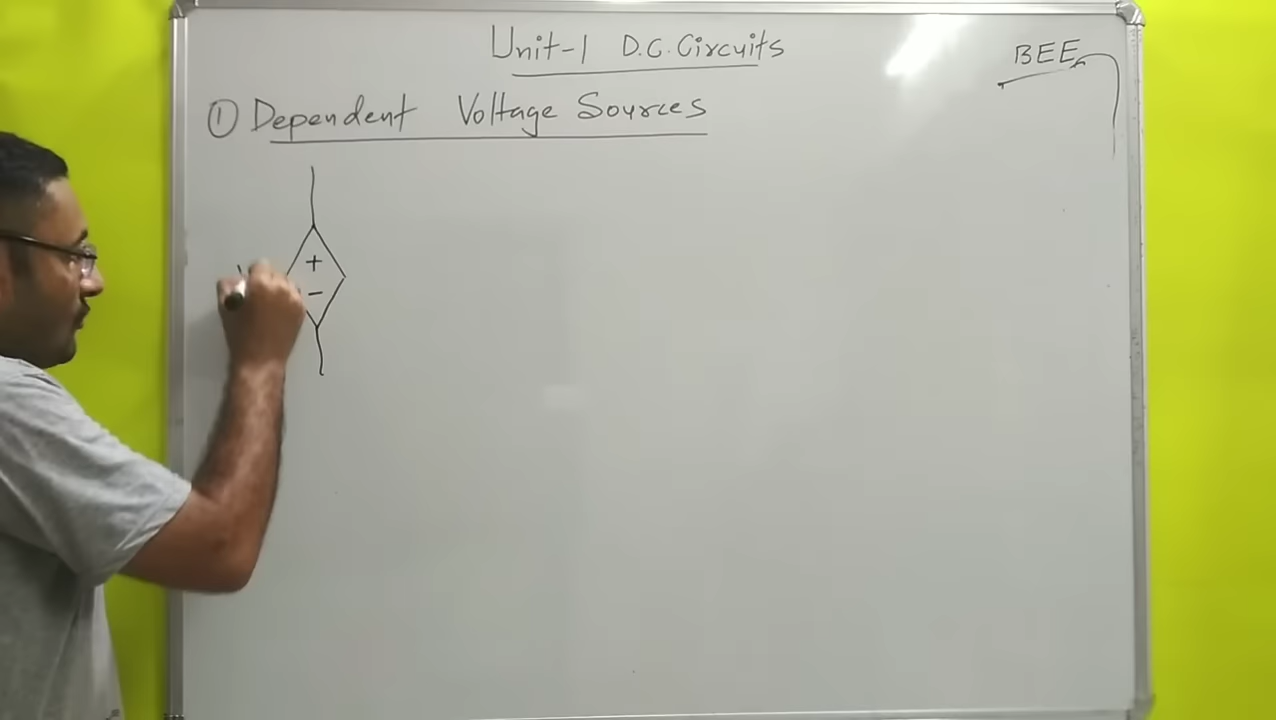 Unit-1 D.C. Circuits
BEE
① Dependent Voltage Sources
+
-